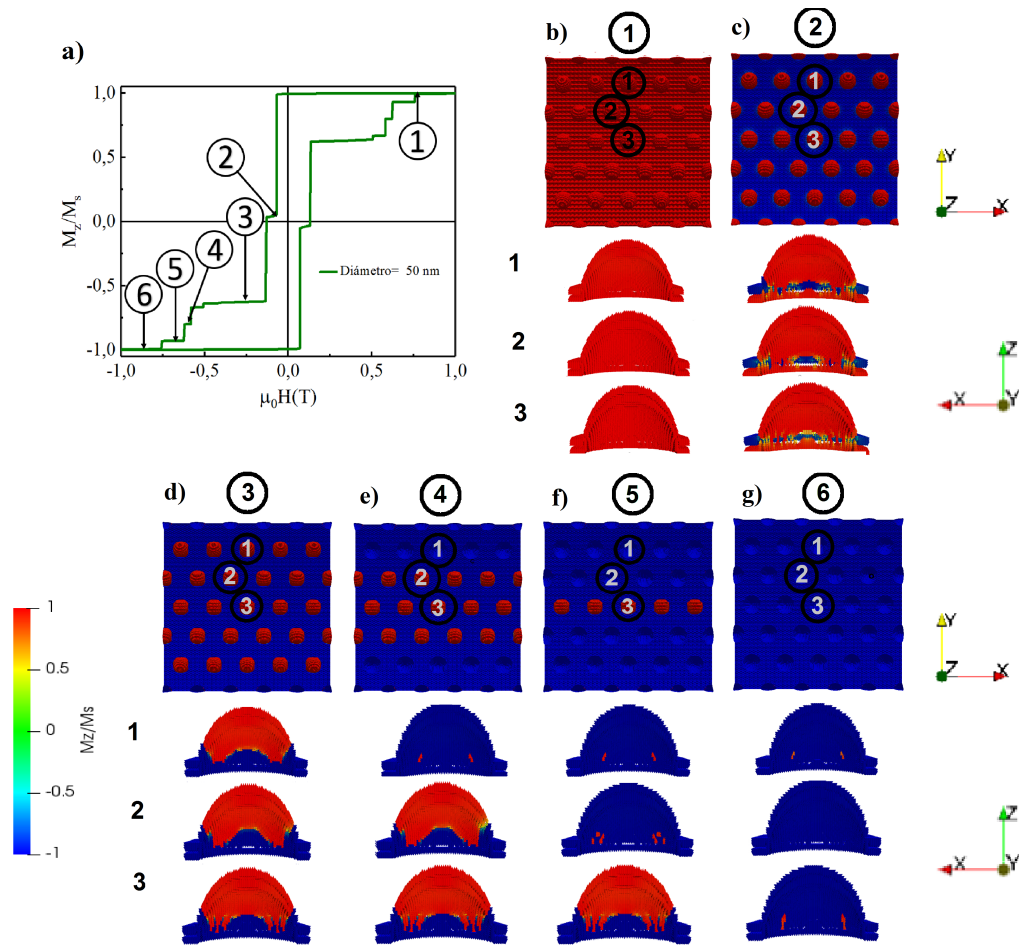 a)
b) 1
c) 2
1,0
0,5
0,0
-0,5
-1,0
Mz/Ms
-1,0 -0,5 0,0 0,5 1,0
μ0H(T)
1
2
3
4
5
6
Diámetro= 50 nm
1
2
3
1
2
3
Y
Z X
1
2
3
Z
X Y
d) 3
e) 4
f) 5
g) 6
1
2
3
1
2
3
1
2
3
1
2
3
Y
Z X
1
0.5
0
-0.5
-1
Mz/Ms
1
2
3
Z
X Y